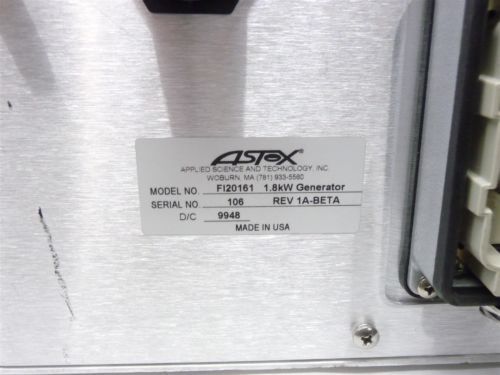 ASTeX
APPLIED SCIENCE AND TECHNOLOGY, INC.
WOBURN, MA (781) 933-5560
MODEL NO. FI20161 1.8kW Generator
SERIAL NO. 106 REV 1A-BETA
D/C 9948
MADE IN USA